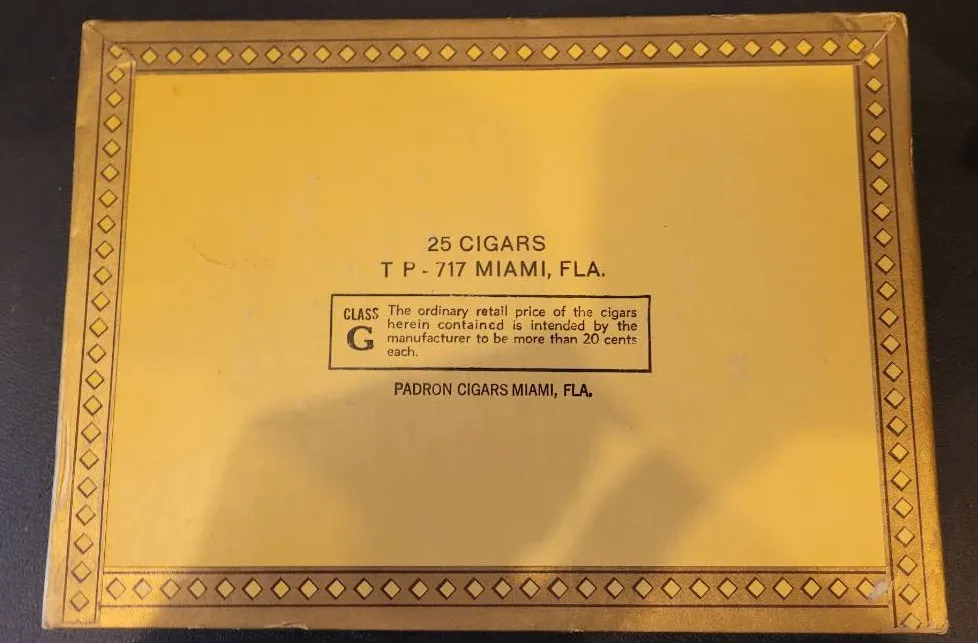 25 CIGARS
T P - 717 MIAMI, FLA.
CLASS
G
The ordinary retail price of the cigars
herein contained is intended by the
manufacturer to be more than 20 cents
each.
PADRON CIGARS MIAMI, FLA.